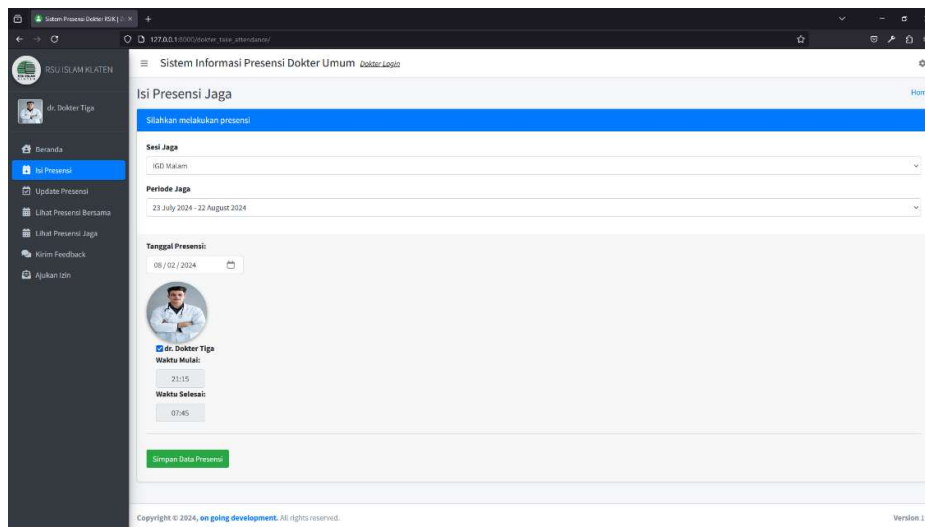 Sistem Presensi Dokter RSIK | D
127.0.0.1:8000/dokter_take_attendance/
RSU ISLAM KLATEN
Sistem Informasi Presensi Dokter Umum Dokter Login
dr. Dokter Tiga
Isi Presensi Jaga
Hom
Silahkan melakukan presensi
Beranda
Isi Presensi
Update Presensi
Lihat Presensi Bersama
Lihat Presensi Jaga
Kirim Feedback
Ajukan Izin
Sesi Jaga
IGD Malam
Periode Jaga
23 July 2024 - 22 August 2024
Tanggal Presensi:
08 / 02 / 2024
dr. Dokter Tiga
Waktu Mulai:
21:15
Waktu Selesai:
07:45
Simpan Data Presensi
Copyright © 2024, on going development. All rights reserved.
Version 1